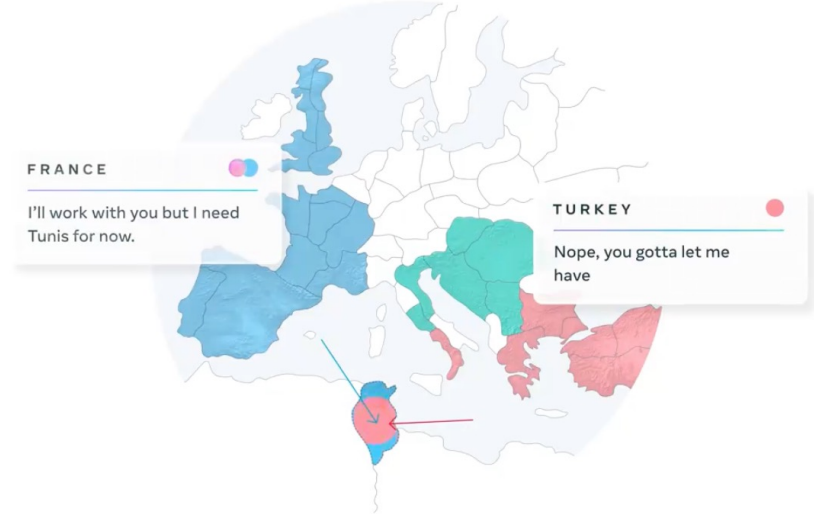 FRANCE
I'll work with you but I need
Tunis for now.
TURKEY
Nope, you gotta let me
have